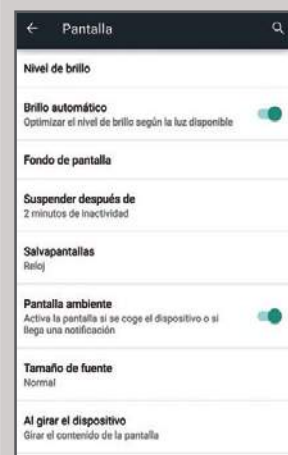 Pantalla
Nivel de brillo
Brillo automático
Optimizar el nivel de brillo según la luz disponible
Fondo de pantalla
Suspender después de
2 minutos de inactividad
Salvapantallas
Reloj
Pantalla ambiente
Activa la pantalla si se coge el dispositivo o si
llega una notificación
Tamaño de fuente
Normal
Al girar el dispositivo
Girar el contenido de la pantalla